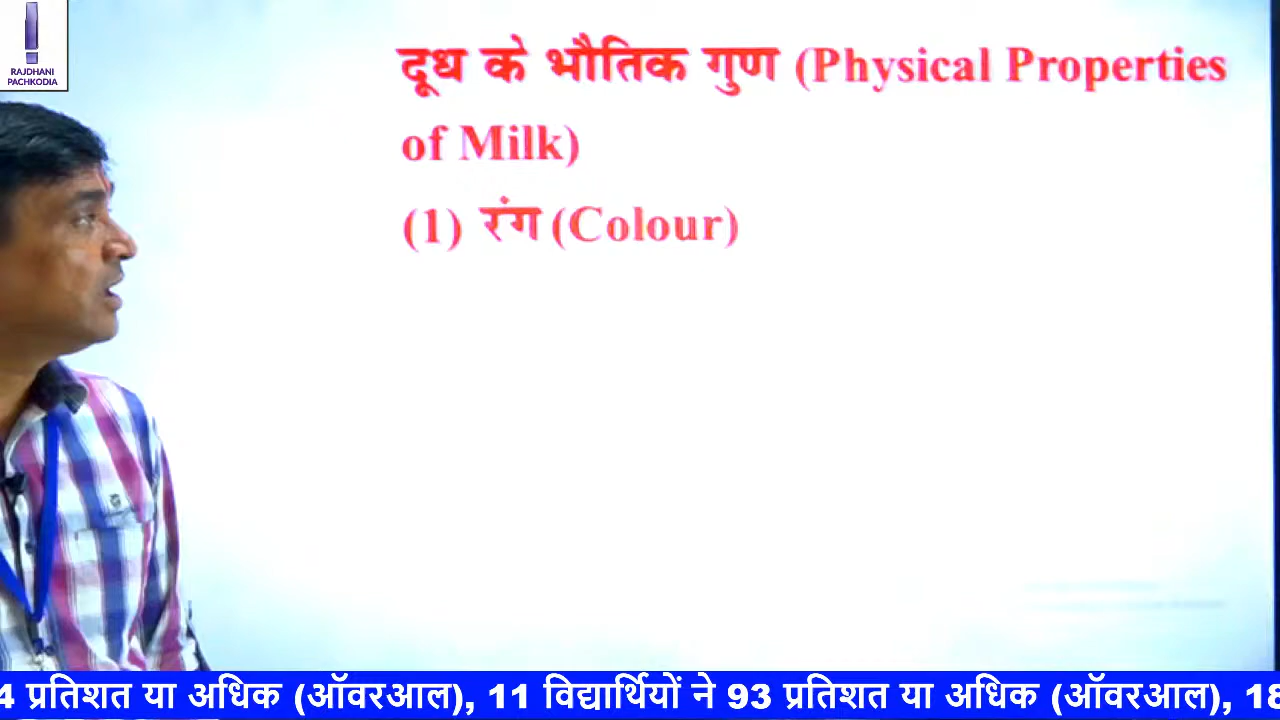 RAJDHANI
PACHKODIA
दूध के भौतिक गुण (Physical Properties
of Milk)
(1) रंग (Colour)
4 प्रतिशत या अधिक (ऑवरआल), 11 विद्यार्थियों ने 93 प्रतिशत या अधिक (ऑवरआल), 18